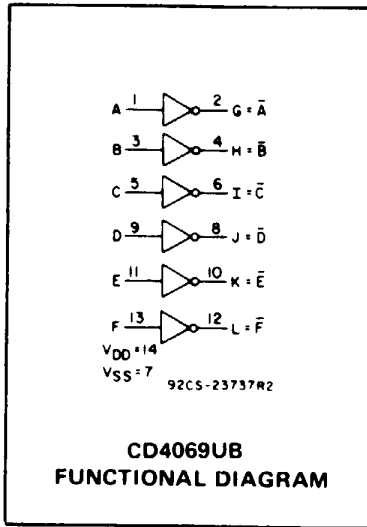 A 1 2 G = Ā
B 3 4 H = B̄
C 5 6 I = C̄
D 9 8 J = D̄
E 11 10 K = Ē
F 13 12 L = F̄
VDD = 14
VSS = 7
92CS-23737R2
CD4069UB
FUNCTIONAL DIAGRAM